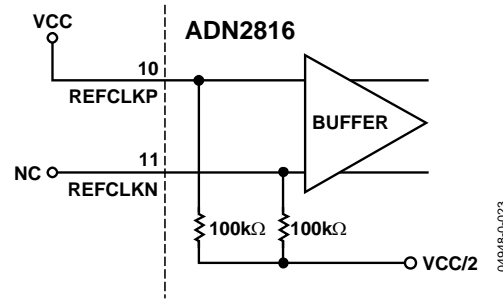 VCC
ADN2816
10
REFCLKP
BUFFER
11
NC
REFCLKN
100kΩ
100kΩ
VCC/2
04948-0-023